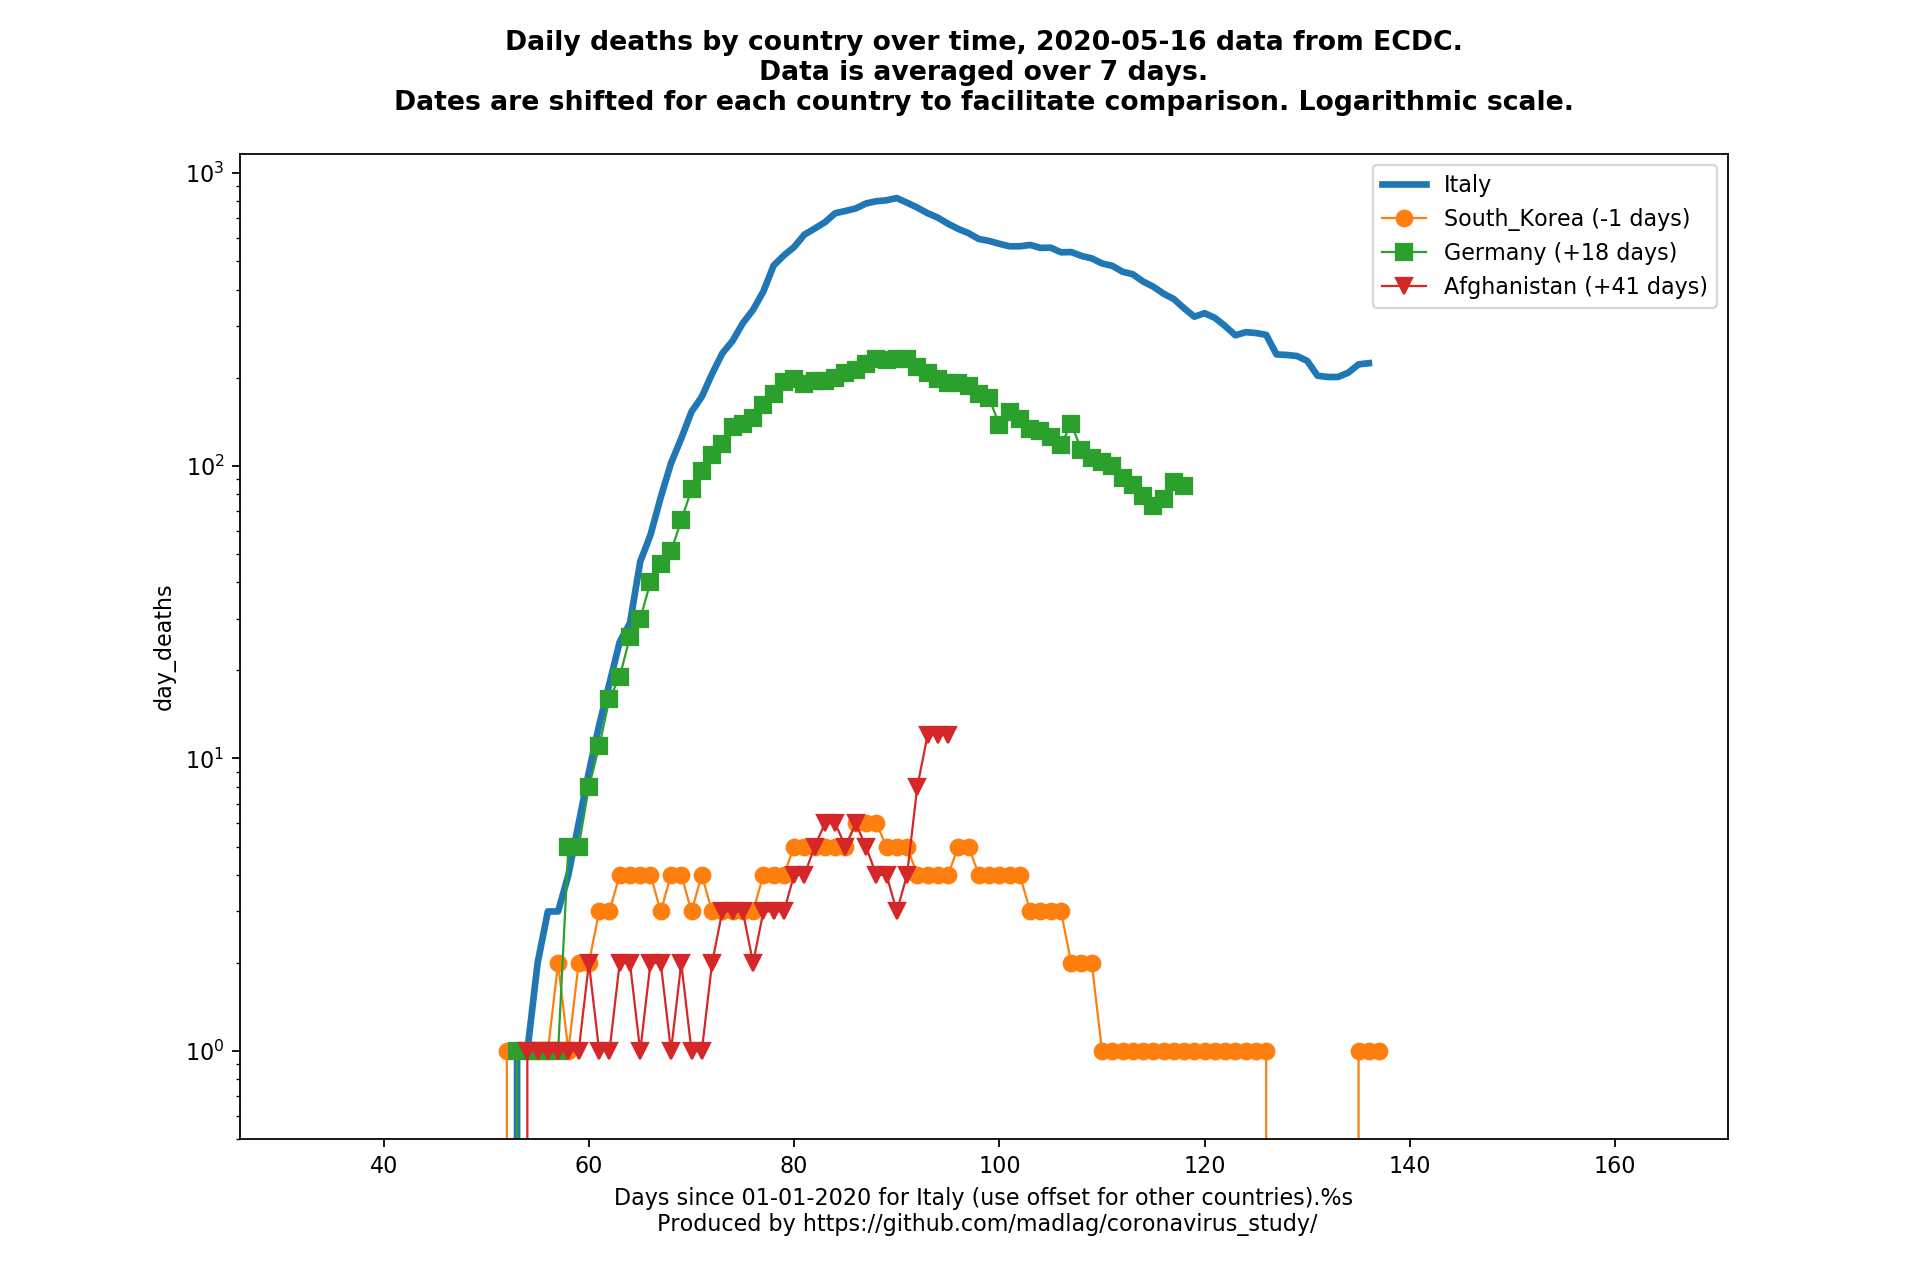 Daily deaths by country over time, 2020-05-16 data from ECDC.
Data is averaged over 7 days.
Dates are shifted for each country to facilitate comparison. Logarithmic scale.
10³
10²
10¹
10⁰
day_deaths
Italy
South_Korea (-1 days)
Germany (+18 days)
Afghanistan (+41 days)
40 60 80 100 120 140 160
Days since 01-01-2020 for Italy (use offset for other countries).%s
Produced by https://github.com/madlag/coronavirus_study/